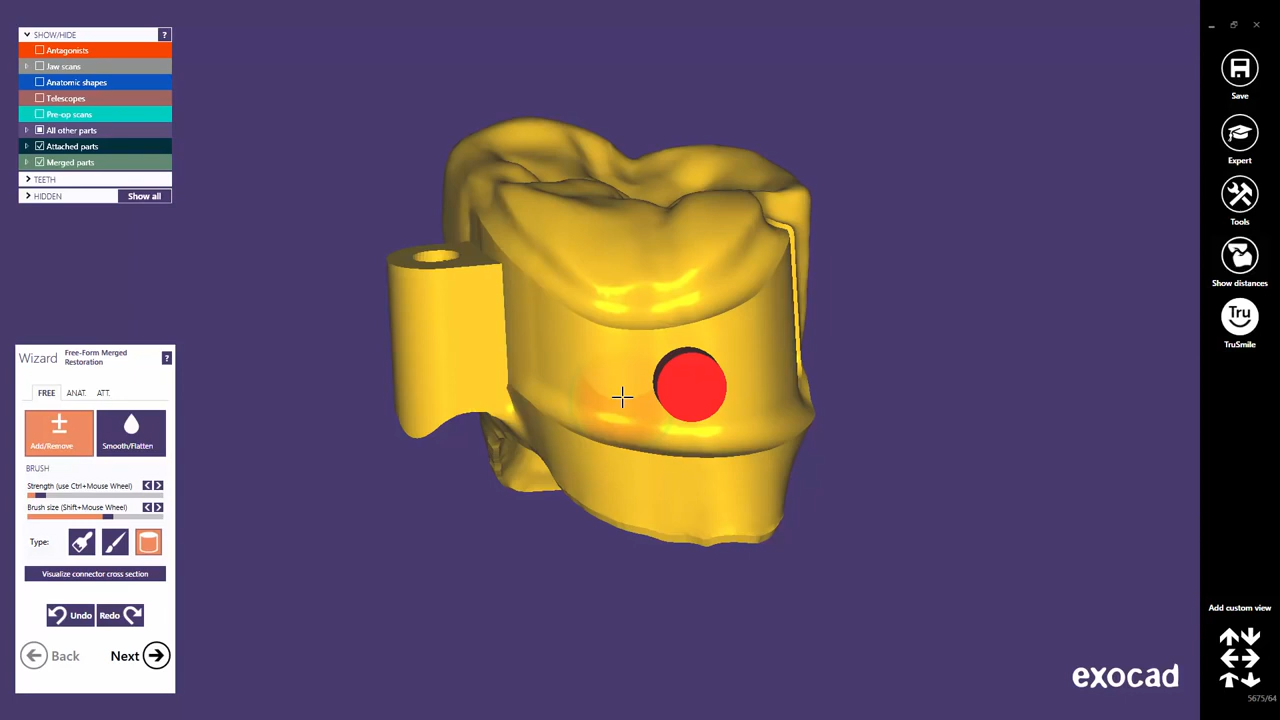 SHOW/HIDE ?
Antagonists
Jaw scans
Anatomic shapes
Telescopes
Pre-op scans
All other parts
Attached parts
Merged parts
TEETH
HIDDEN Show all
Wizard Free-Form Merged Restoration ?
FREE ANAT. ATT.
Add/Remove Smooth/Flatten
BRUSH
Strength (use Ctrl+Mouse Wheel)
Brush size (Shift+Mouse Wheel)
Type:
Visualize connector cross section
Undo Redo
Back Next
Save
Expert
Tools
Show distances
Tru
TruSmile
Add custom view
5675/64
exocad